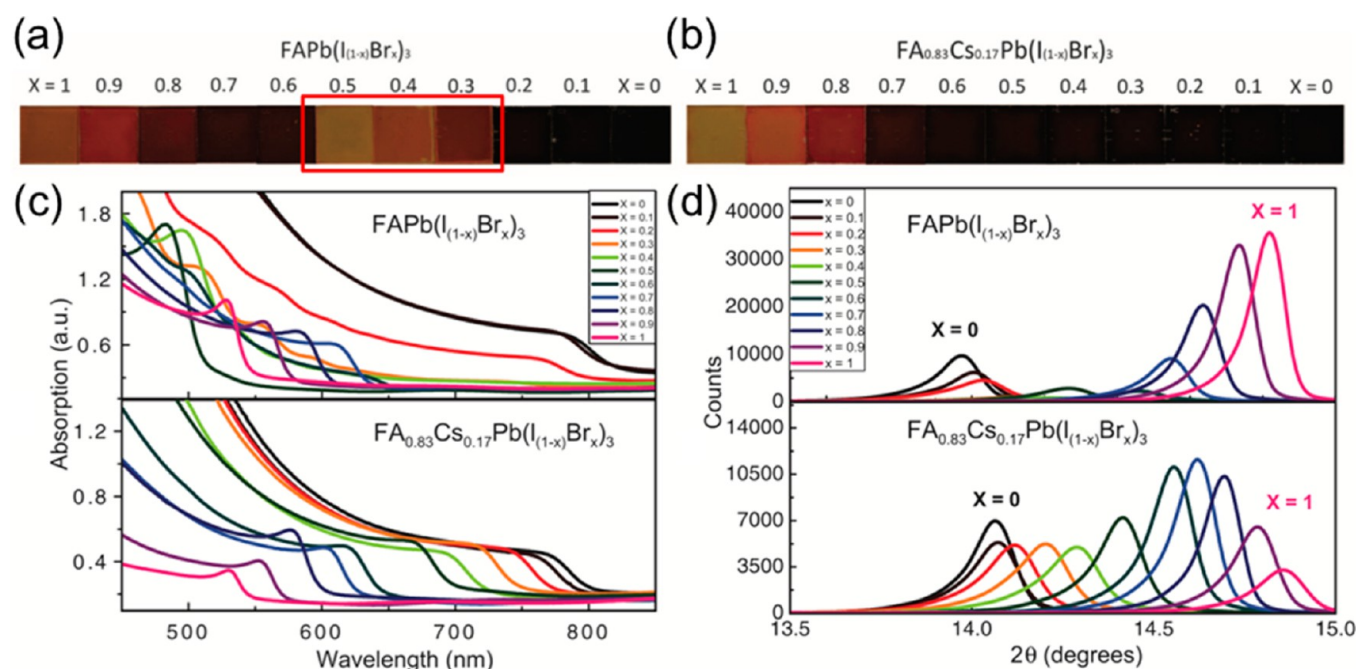 (a)
FAPb(I(1-x)Brx)3
X = 1 0.9 0.8 0.7 0.6 0.5 0.4 0.3 0.2 0.1 X = 0
(b)
FA0.83Cs0.17Pb(I(1-x)Brx)3
X = 1 0.9 0.8 0.7 0.6 0.5 0.4 0.3 0.2 0.1 X = 0
(c)
FAPb(I(1-x)Brx)3
X = 0
X = 0.1
X = 0.2
X = 0.3
X = 0.4
X = 0.5
X = 0.6
X = 0.7
X = 0.8
X = 0.9
X = 1
1.8
1.2
0.6
Absorption (a.u.)
FA0.83Cs0.17Pb(I(1-x)Brx)3
1.2
0.8
0.4
500 600 700 800
Wavelength (nm)
(d)
X = 0
X = 0.1
X = 0.2
X = 0.3
X = 0.4
X = 0.5
X = 0.6
X = 0.7
X = 0.8
X = 0.9
X = 1
FAPb(I(1-x)Brx)3
X = 1
X = 0
40000
30000
20000
10000
0
Counts
FA0.83Cs0.17Pb(I(1-x)Brx)3
X = 0
X = 1
14000
10500
7000
3500
0
13.5 14.0 14.5 15.0
2θ (degrees)